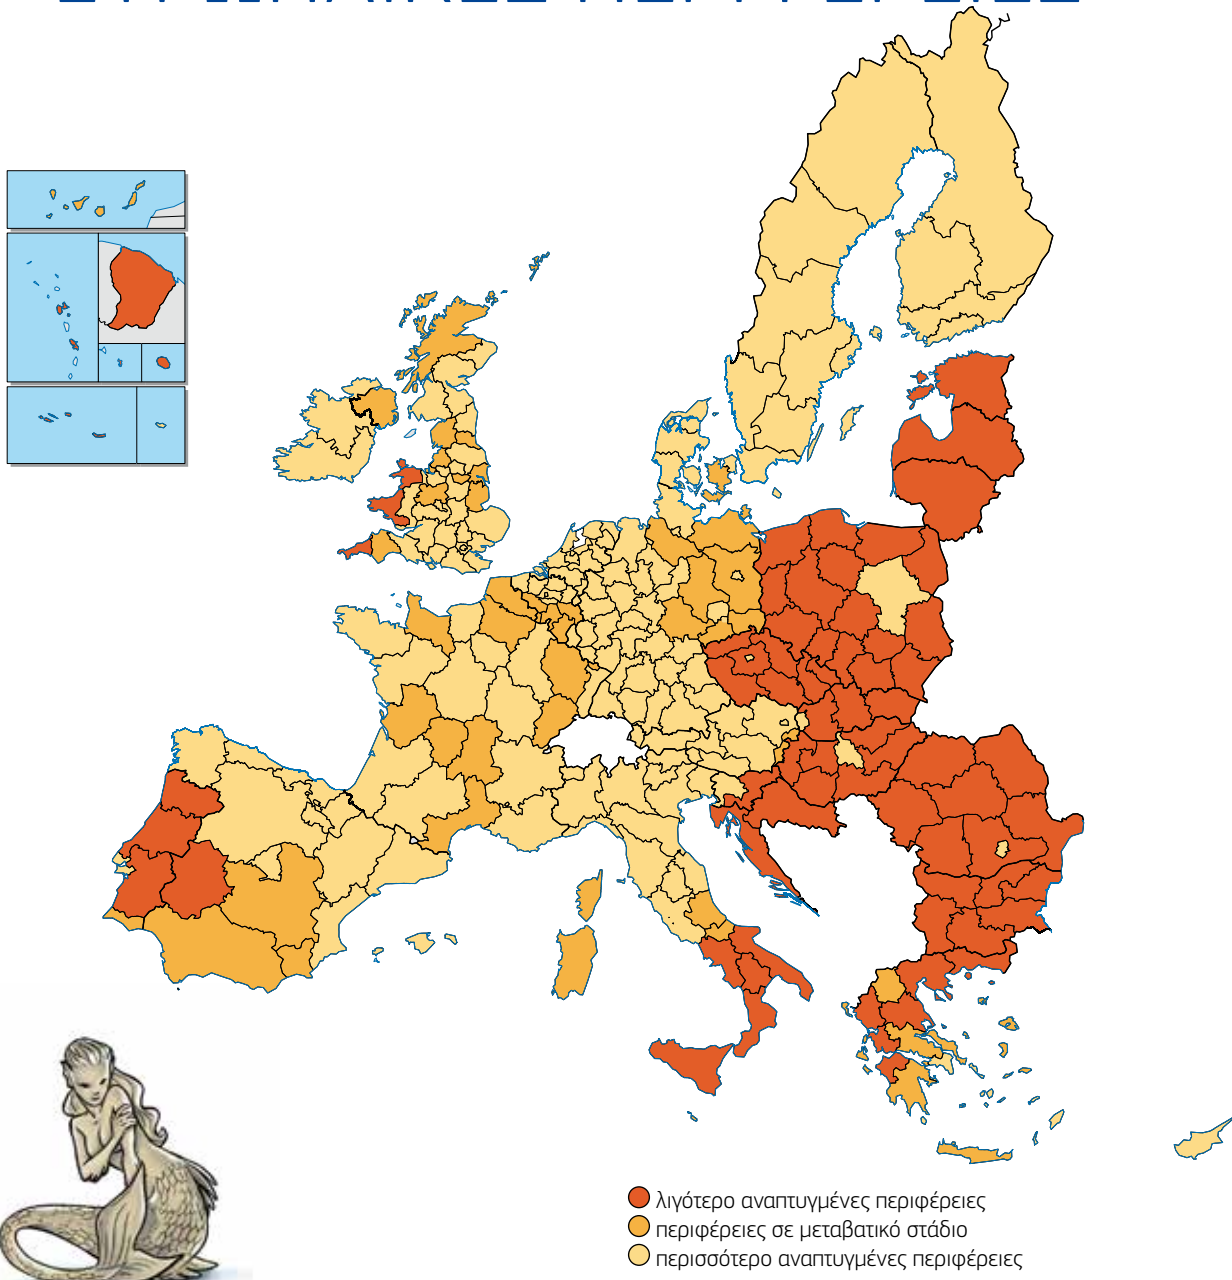 λιγότερο αναπτυγμένες περιφέρειες
περιφέρειες σε μεταβατικό στάδιο
περισσότερο αναπτυγμένες περιφέρειες